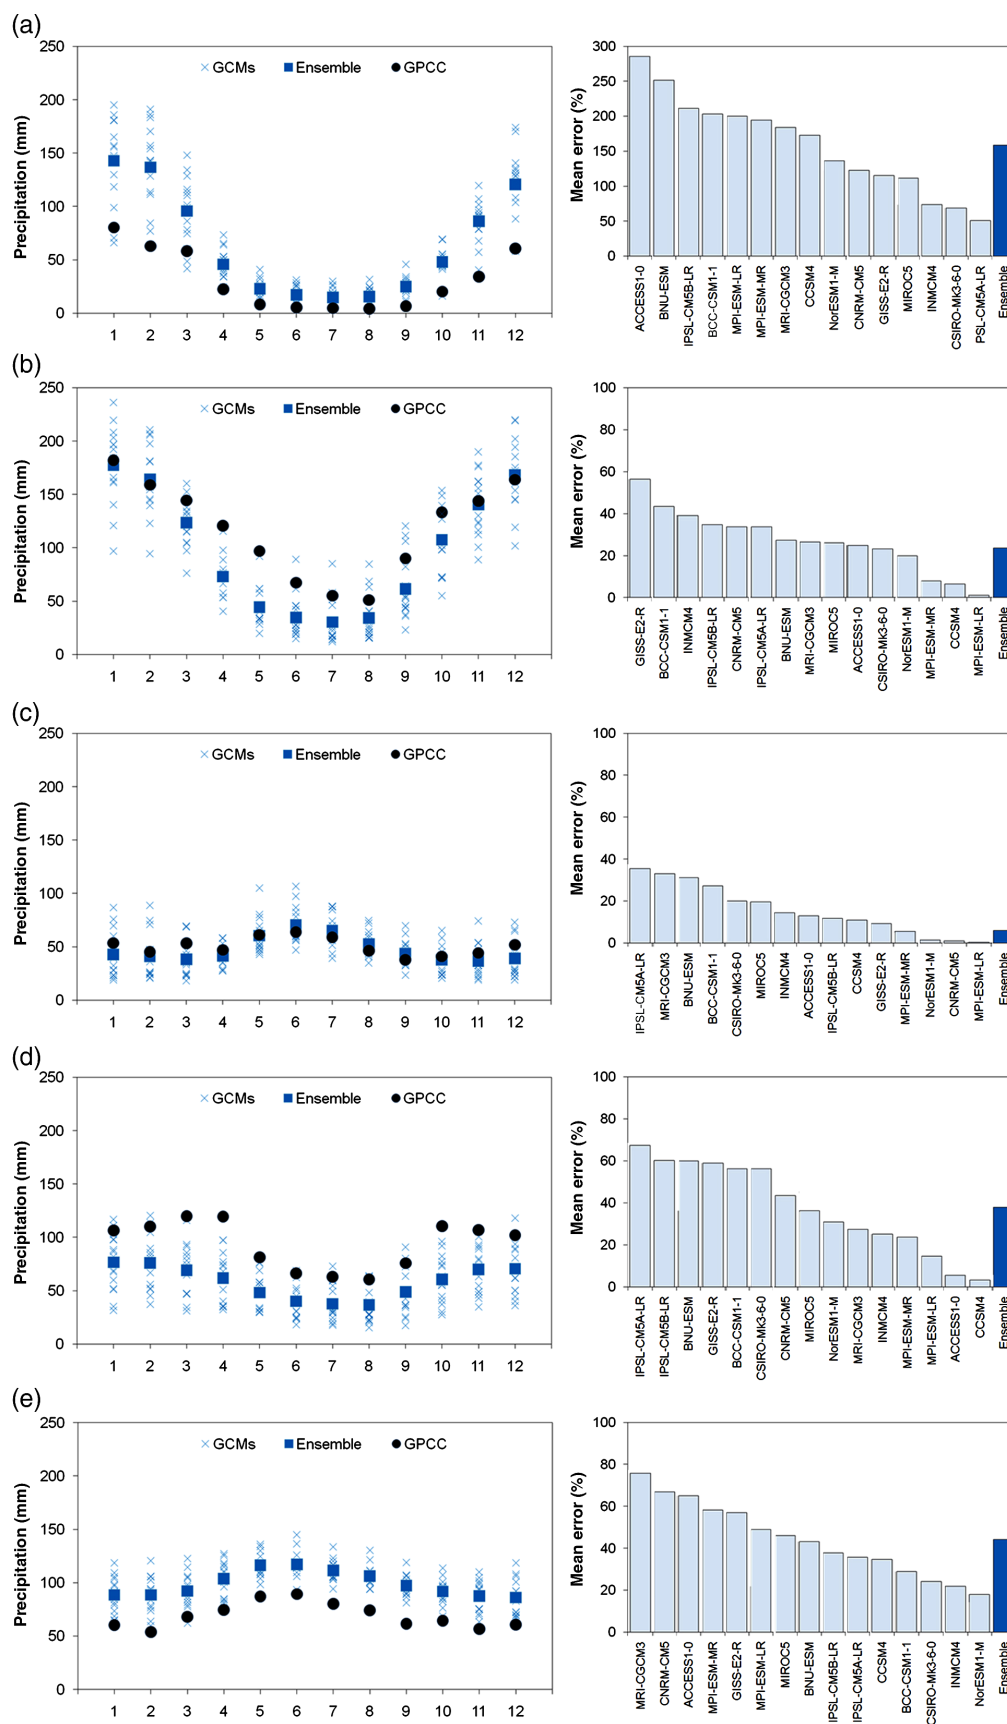 (a)
250
200
150
100
50
0
Precipitation (mm)
GCMs Ensemble GPCC
1 2 3 4 5 6 7 8 9 10 11 12
300
250
200
150
100
50
0
Mean error (%)
ACCESS1-0
BNU-ESM
IPSL-CM5B-LR
BCC-CSM1-1
MPI-ESM-LR
MPI-ESM-MR
MRI-CGCM3
CCSM4
NorESM1-M
CNRM-CM5
GISS-E2-R
MIROC5
INMCM4
CSIRO-Mk3-6-0
PSL-CM5A-LR
Ensemble
(b)
250
200
150
100
50
0
Precipitation (mm)
GCMs Ensemble GPCC
1 2 3 4 5 6 7 8 9 10 11 12
100
80
60
40
20
0
Mean error (%)
GISS-E2-R
BCC-CSM1-1
INMCM4
IPSL-CM5B-LR
CNRM-CM5
IPSL-CM5A-LR
BNU-ESM
MRI-CGCM3
MIROC5
ACCESS1-0
CSIRO-Mk3-6-0
NorESM1-M
MPI-ESM-MR
CCSM4
MPI-ESM-LR
Ensemble
(c)
250
200
150
100
50
0
Precipitation (mm)
GCMs Ensemble GPCC
1 2 3 4 5 6 7 8 9 10 11 12
100
80
60
40
20
0
Mean error (%)
IPSL-CM5A-LR
MRI-CGCM3
BNU-ESM
BCC-CSM1-1
CSIRO-Mk3-6-0
MIROC5
INMCM4
ACCESS1-0
IPSL-CM5B-LR
CCSM4
GISS-E2-R
MPI-ESM-MR
NorESM1-M
CNRM-CM5
MPI-ESM-LR
Ensemble
(d)
250
200
150
100
50
0
Precipitation (mm)
GCMs Ensemble GPCC
1 2 3 4 5 6 7 8 9 10 11 12
100
80
60
40
20
0
Mean error (%)
IPSL-CM5A-LR
IPSL-CM5B-LR
BNU-ESM
GISS-E2-R
BCC-CSM1-1
CSIRO-Mk3-6-0
CNRM-CM5
MIROC5
NorESM1-M
MRI-CGCM3
INMCM4
MPI-ESM-MR
MPI-ESM-LR
ACCESS1-0
CCSM4
Ensemble
(e)
250
200
150
100
50
0
Precipitation (mm)
GCMs Ensemble GPCC
1 2 3 4 5 6 7 8 9 10 11 12
100
80
60
40
20
0
Mean error (%)
MRI-CGCM3
CNRM-CM5
ACCESS1-0
MPI-ESM-MR
GISS-E2-R
MPI-ESM-LR
MIROC5
BNU-ESM
IPSL-CM5B-LR
IPSL-CM5A-LR
CCSM4
BCC-CSM1-1
CSIRO-Mk3-6-0
INMCM4
NorESM1-M
Ensemble